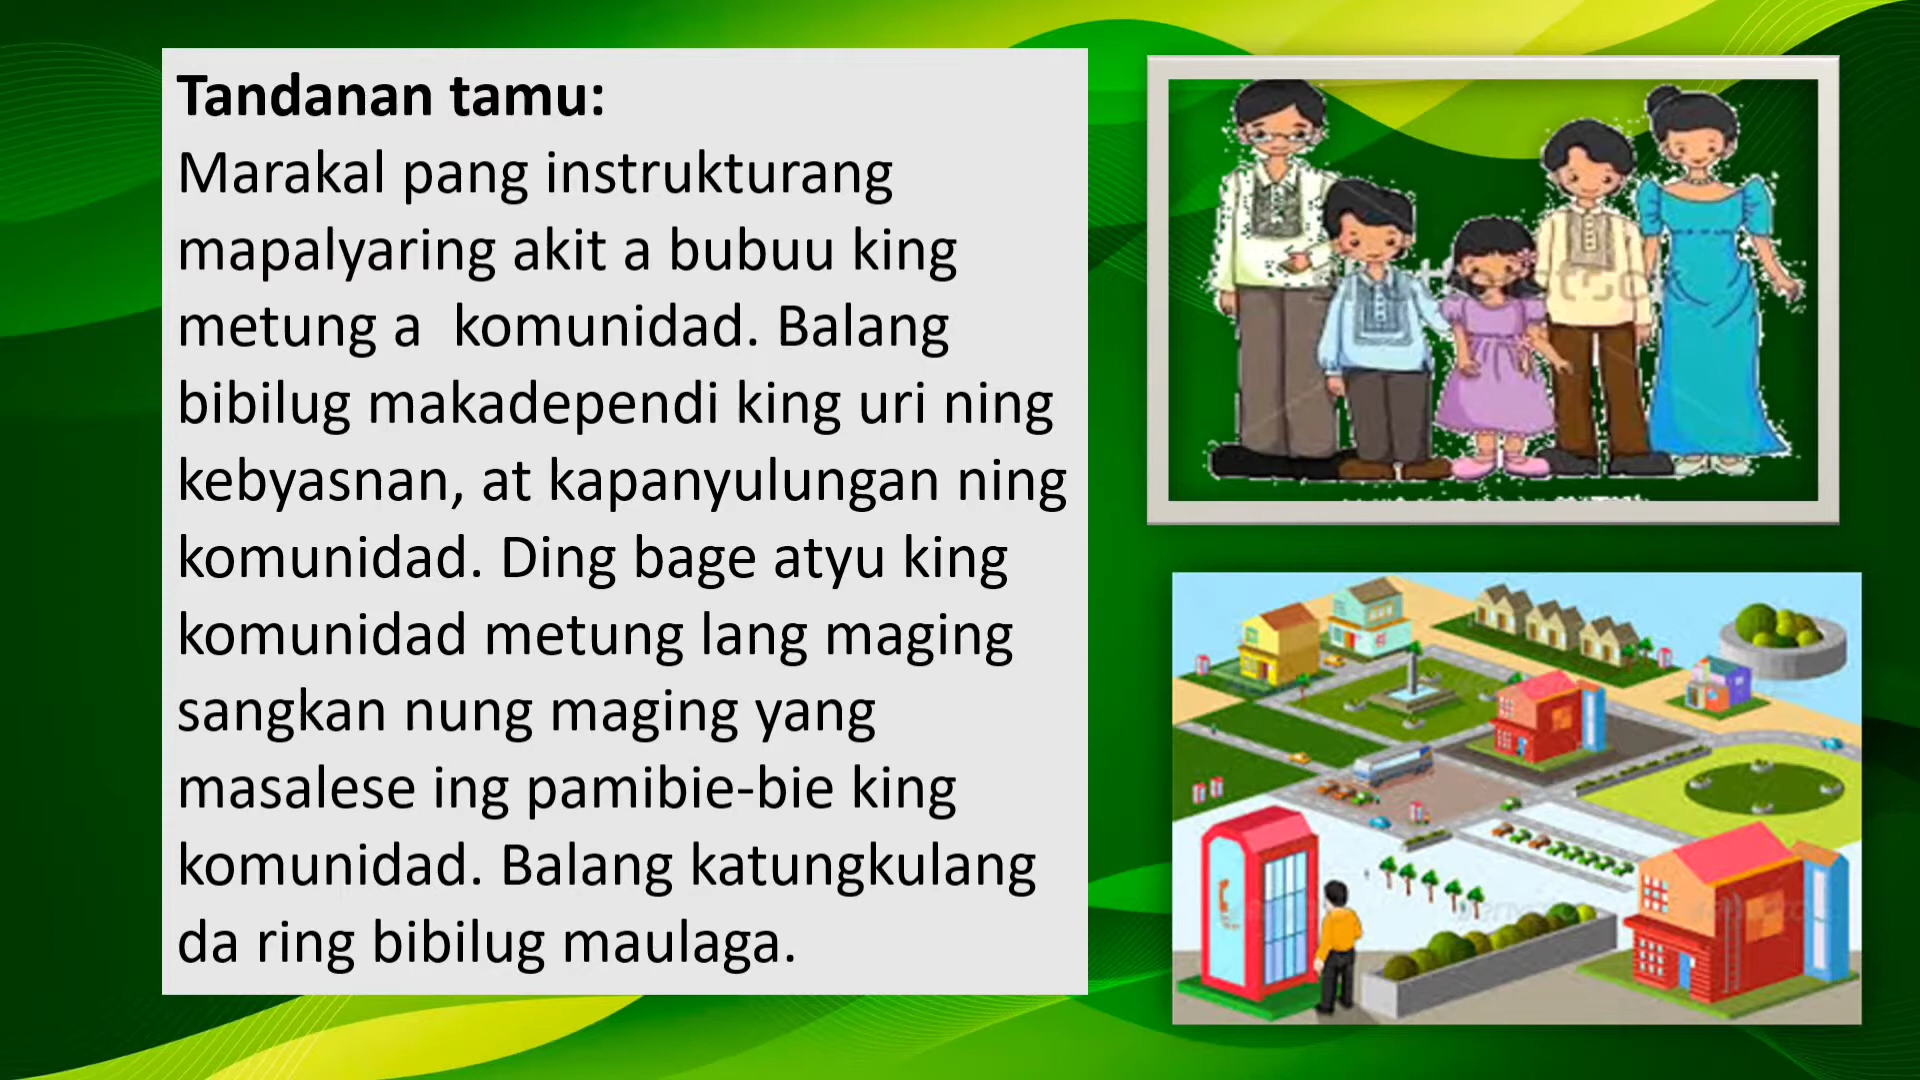 Tandanan tamu:
Marakal pang instrukturang
mapalyaring akit a bubuu king
metung a  komunidad. Balang
bibilug makadependi king uri ning
kebyasnan, at kapanyulungan ning
komunidad. Ding bage atyu king
komunidad metung lang maging
sangkan nung maging yang
masalese ing pamibie-bie king
komunidad. Balang katungkulang
da ring bibilug maulaga.